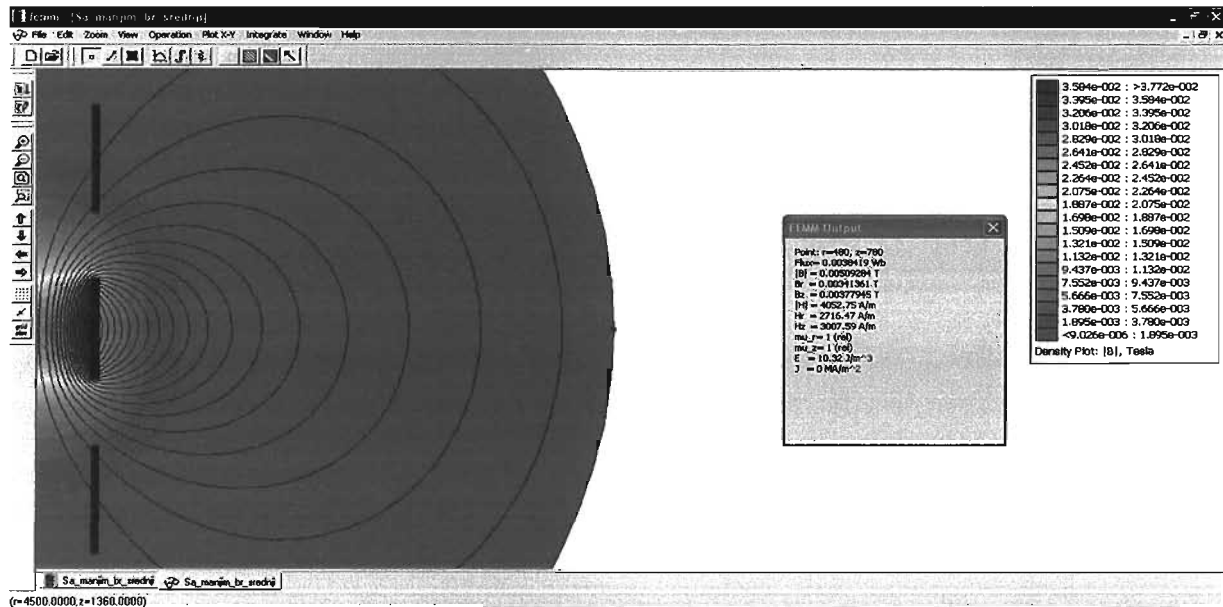 femm - [Sa_manjim_br_srednji]
File Edit Zoom View Operation Plot X-Y Integrate Window Help
3.584e-002 : >3.772e-002
3.395e-002 : 3.584e-002
3.206e-002 : 3.395e-002
3.018e-002 : 3.206e-002
2.829e-002 : 3.018e-002
2.641e-002 : 2.829e-002
2.452e-002 : 2.641e-002
2.264e-002 : 2.452e-002
2.075e-002 : 2.264e-002
1.887e-002 : 2.075e-002
1.698e-002 : 1.887e-002
1.509e-002 : 1.698e-002
1.321e-002 : 1.509e-002
1.132e-002 : 1.321e-002
9.437e-003 : 1.132e-002
7.552e-003 : 9.437e-003
5.666e-003 : 7.552e-003
3.780e-003 : 5.666e-003
1.895e-003 : 3.780e-003
<9.026e-006 : 1.895e-003
Density Plot: |B|, Tesla
FEMM Output
Point: r=480, z=780
Flux= 0.0038419 Wb
|B| = 0.00509284 T
Br = 0.00341361 T
Bz = 0.00377945 T
|H| = 4052.75 A/m
Hr = 2716.47 A/m
Hz = 3007.59 A/m
mu_r= 1 (rel)
mu_z= 1 (rel)
E = 10.32 J/m^3
J = 0 MA/m^2
Sa_manjim_br_srednji Sa_manjim_br_srednji
(r=4500.0000,z=1360.0000)